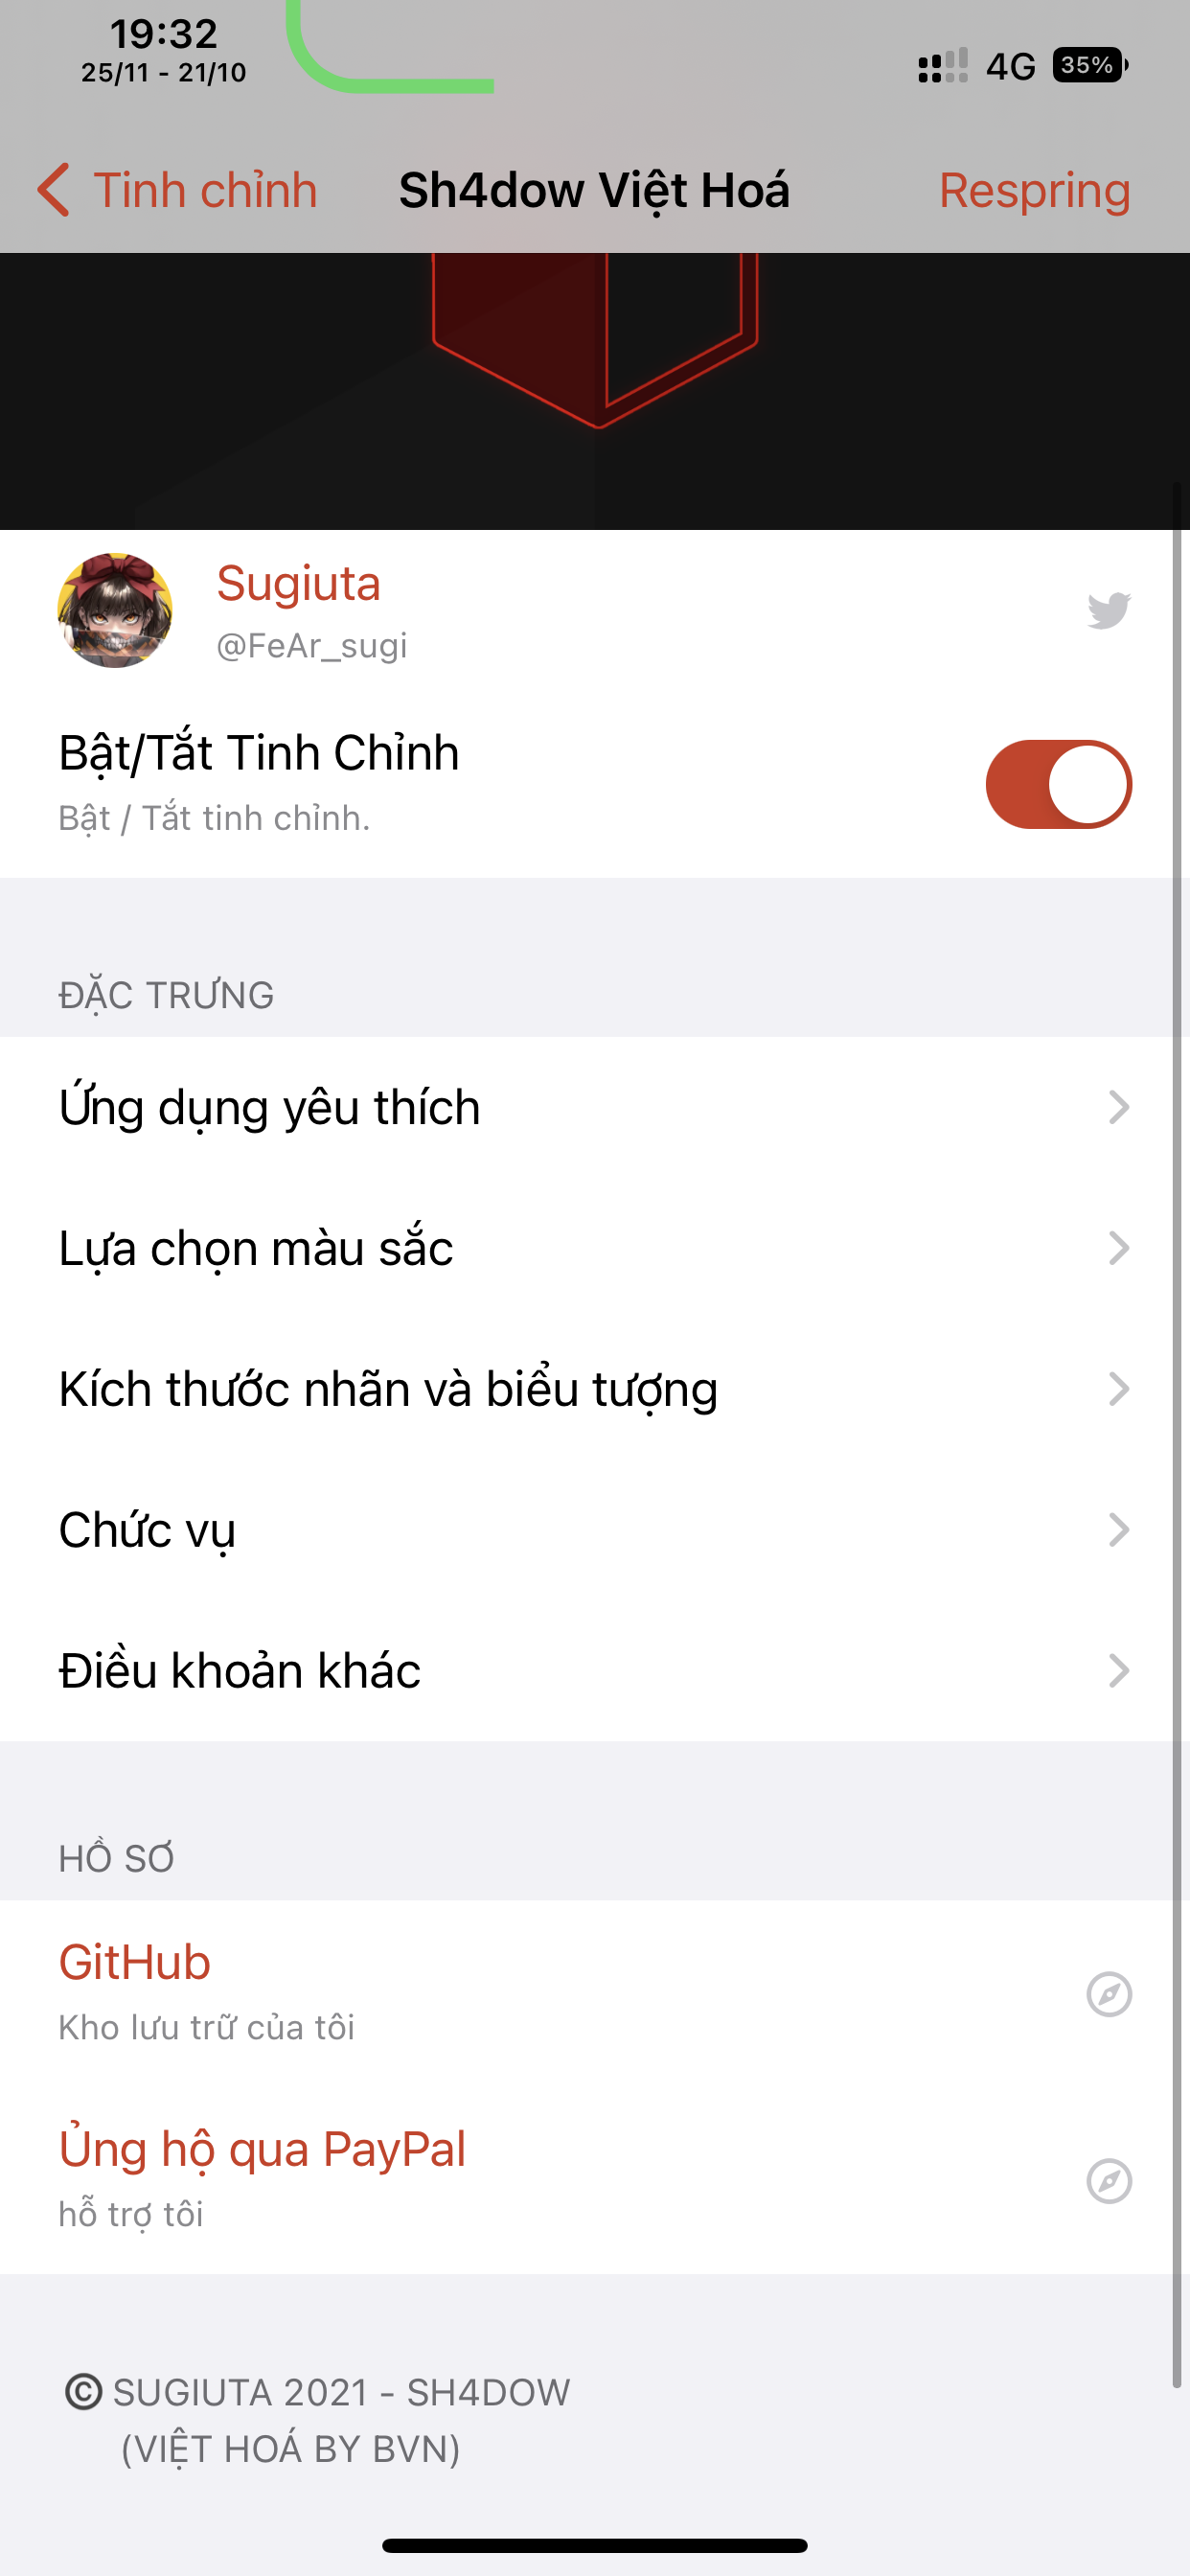 19:32
25/11 - 21/10
4G
35%
Tinh chỉnh
Sh4dow Việt Hoá
Respring
Sugiuta
@FeAr_sugi
Bật/Tắt Tinh Chỉnh
Bật / Tắt tinh chỉnh.
ĐẶC TRƯNG
Ứng dụng yêu thích
Lựa chọn màu sắc
Kích thước nhãn và biểu tượng
Chức vụ
Điều khoản khác
HỒ SƠ
GitHub
Kho lưu trữ của tôi
Ủng hộ qua PayPal
hỗ trợ tôi
© SUGIUTA 2021 - SH4DOW
(VIỆT HOÁ BY BVN)